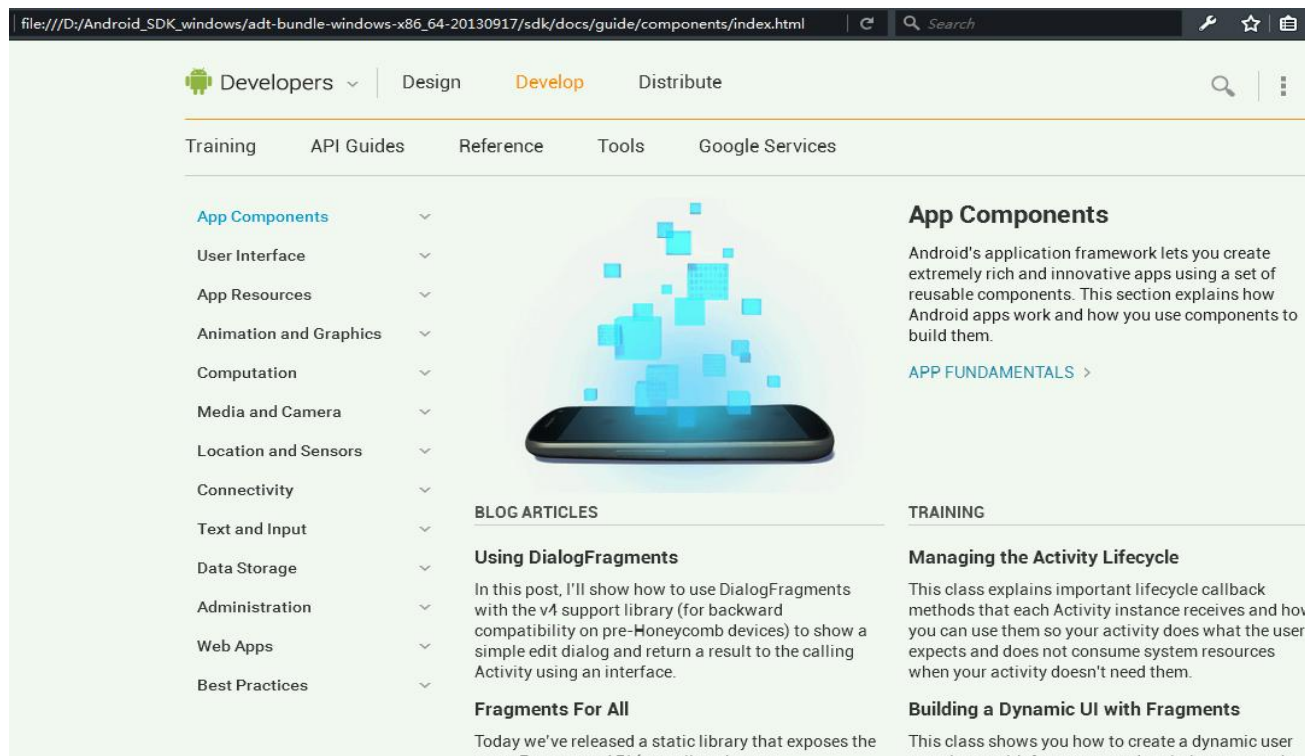 file:///D:/Android_SDK_windows/adt-bundle-windows-x86_64-20130917/sdk/docs/guide/components/index.html
Search
Developers
Design
Develop
Distribute
Training
API Guides
Reference
Tools
Google Services
App Components
User Interface
App Resources
Animation and Graphics
Computation
Media and Camera
Location and Sensors
Connectivity
Text and Input
Data Storage
Administration
Web Apps
Best Practices
App Components
Android's application framework lets you create
extremely rich and innovative apps using a set of
reusable components. This section explains how
Android apps work and how you use components to
build them.
APP FUNDAMENTALS >
BLOG ARTICLES
Using DialogFragments
In this post, I'll show how to use DialogFragments
with the v4 support library (for backward
compatibility on pre-Honeycomb devices) to show a
simple edit dialog and return a result to the calling
Activity using an interface.
Fragments For All
Today we've released a static library that exposes the
TRAINING
Managing the Activity Lifecycle
This class explains important lifecycle callback
methods that each Activity instance receives and how
you can use them so your activity does what the user
expects and does not consume system resources
when your activity doesn't need them.
Building a Dynamic UI with Fragments
This class shows you how to create a dynamic user